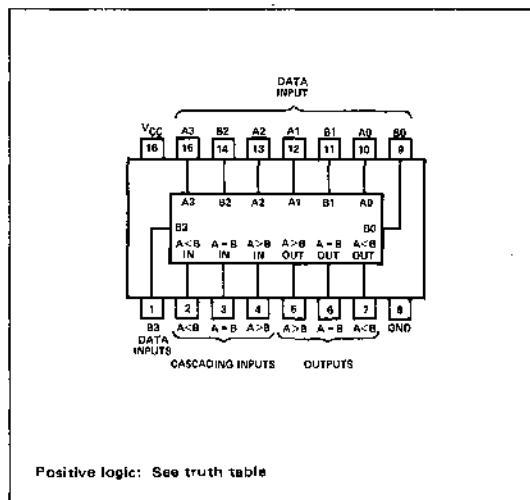 DATA
INPUT
VCC A3 B2 A2 A1 B1 A0 B0
16 15 14 13 12 11 10 9
A3 B2 A2 A1 B1 A0
B3 B0
A<B A=B A>B A>B A=B A<B
IN IN IN OUT OUT OUT
1 2 3 4 5 6 7 8
B3 A<B A=B A>B A>B A=B A<B GND
DATA
INPUTS
CASCADING INPUTS OUTPUTS
Positive logic: See truth table